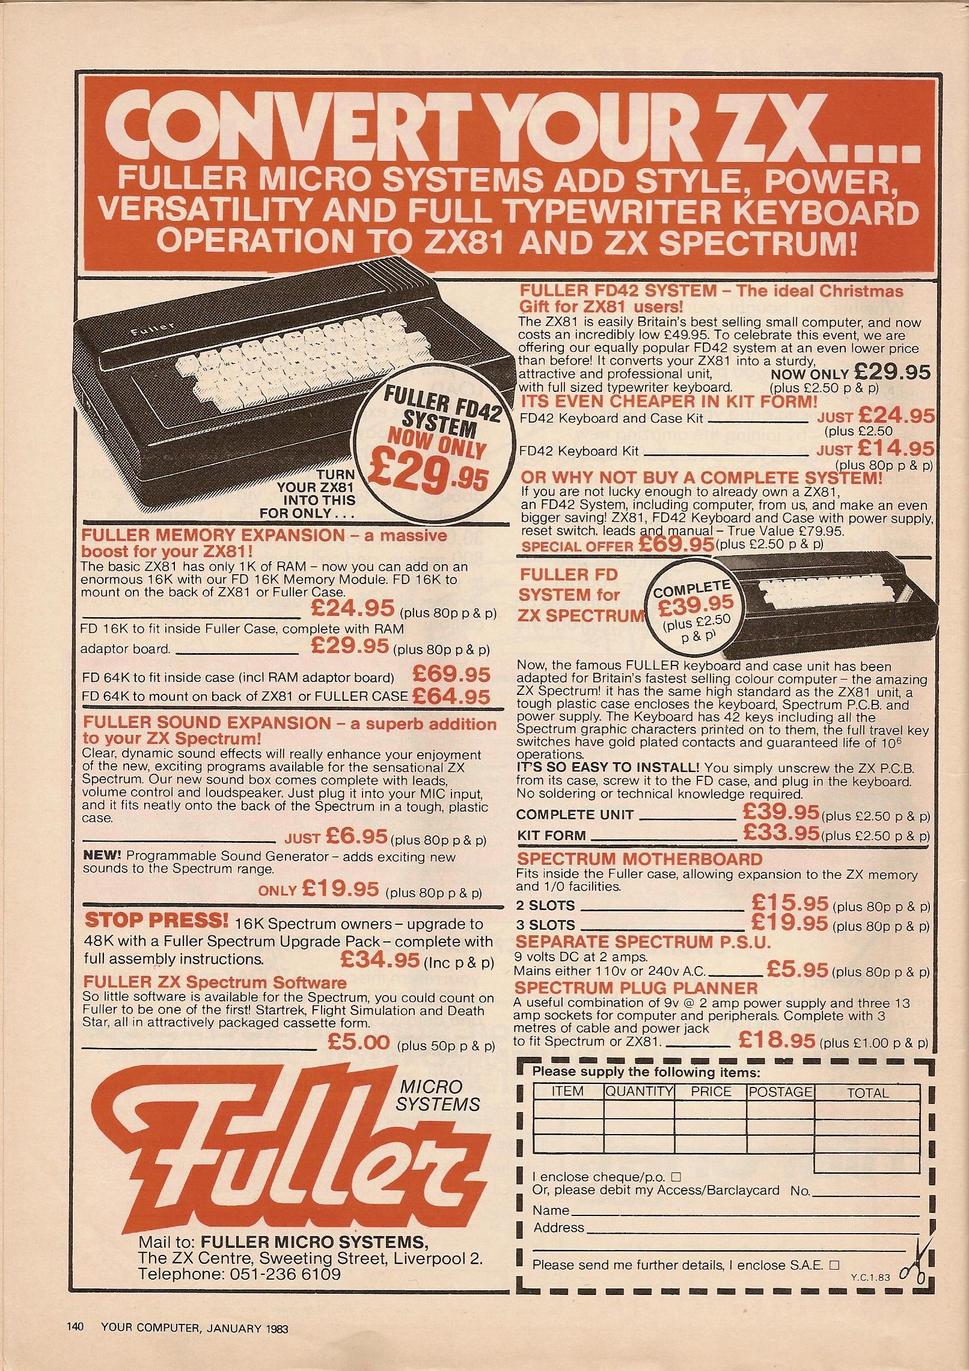 CONVERT YOUR ZX....
FULLER MICRO SYSTEMS ADD STYLE, POWER,
VERSATILITY AND FULL TYPEWRITER KEYBOARD
OPERATION TO ZX81 AND ZX SPECTRUM!
Fuller
FULLER FD42
SYSTEM
NOW ONLY
£29.95
TURN
YOUR ZX81
INTO THIS
FOR ONLY . . .
FULLER MEMORY EXPANSION – a massive
boost for your ZX81!
The basic ZX81 has only 1K of RAM – now you can add on an
enormous 16K with our FD 16K Memory Module. FD 16K to
mount on the back of ZX81 or Fuller Case.
£24.95 (plus 80p p & p)
FD 16K to fit inside Fuller Case, complete with RAM
adaptor board. £29.95 (plus 80p p & p)
FD 64K to fit inside case (incl RAM adaptor board) £69.95
FD 64K to mount on back of ZX81 or FULLER CASE £64.95
FULLER SOUND EXPANSION – a superb addition
to your ZX Spectrum!
Clear, dynamic sound effects will really enhance your enjoyment
of the new, exciting programs available for the sensational ZX
Spectrum. Our new sound box comes complete with leads,
volume control and loudspeaker. Just plug it into your MIC input,
and it fits neatly onto the back of the Spectrum in a tough, plastic
case.
JUST £6.95 (plus 80p p & p)
NEW! Programmable Sound Generator – adds exciting new
sounds to the Spectrum range.
ONLY £19.95 (plus 80p p & p)
STOP PRESS! 16K Spectrum owners – upgrade to
48K with a Fuller Spectrum Upgrade Pack – complete with
full assembly instructions. £34.95 (Inc p & p)
FULLER ZX Spectrum Software
So little software is available for the Spectrum, you could count on
Fuller to be one of the first! Startrek, Flight Simulation and Death
Star, all in attractively packaged cassette form.
£5.00 (plus 50p p & p)
Fuller
MICRO
SYSTEMS
Mail to: FULLER MICRO SYSTEMS,
The ZX Centre, Sweeting Street, Liverpool 2.
Telephone: 051-236 6109
FULLER FD42 SYSTEM – The ideal Christmas
Gift for ZX81 users!
The ZX81 is easily Britain's best selling small computer, and now
costs an incredibly low £49.95. To celebrate this event, we are
offering our equally popular FD42 system at an even lower price
than before! It converts your ZX81 into a sturdy,
attractive and professional unit, NOW ONLY £29.95
with full sized typewriter keyboard. (plus £2.50 p & p)
ITS EVEN CHEAPER IN KIT FORM!
FD42 Keyboard and Case Kit JUST £24.95
(plus £2.50
FD42 Keyboard Kit JUST £14.95
(plus 80p p & p)
OR WHY NOT BUY A COMPLETE SYSTEM!
If you are not lucky enough to already own a ZX81,
an FD42 System, including computer, from us, and make an even
bigger saving! ZX81, FD42 Keyboard and Case with power supply,
reset switch. leads and manual – True Value £79.95.
SPECIAL OFFER £69.95 (plus £2.50 p & p)
FULLER FD
SYSTEM for
ZX SPECTRUM
COMPLETE
£39.95
(plus £2.50
p & p)
Now, the famous FULLER keyboard and case unit has been
adapted for Britain's fastest selling colour computer – the amazing
ZX Spectrum! it has the same high standard as the ZX81 unit, a
tough plastic case encloses the keyboard, Spectrum P.C.B. and
power supply. The Keyboard has 42 keys including all the
Spectrum graphic characters printed on to them, the full travel key
switches have gold plated contacts and guaranteed life of 10⁶
operations.
IT'S SO EASY TO INSTALL! You simply unscrew the ZX P.C.B.
from its case, screw it to the FD case, and plug in the keyboard.
No soldering or technical knowledge required.
COMPLETE UNIT £39.95 (plus £2.50 p & p)
KIT FORM £33.95 (plus £2.50 p & p)
SPECTRUM MOTHERBOARD
Fits inside the Fuller case, allowing expansion to the ZX memory
and 1/0 facilities.
2 SLOTS £15.95 (plus 80p p & p)
3 SLOTS £19.95 (plus 80p p & p)
SEPARATE SPECTRUM P.S.U.
9 volts DC at 2 amps.
Mains either 110v or 240v A.C. £5.95 (plus 80p p & p)
SPECTRUM PLUG PLANNER
A useful combination of 9v @ 2 amp power supply and three 13
amp sockets for computer and peripherals. Complete with 3
metres of cable and power jack
to fit Spectrum or ZX81. £18.95 (plus £1.00 p & p)
Please supply the following items:
ITEM QUANTITY PRICE POSTAGE TOTAL
I enclose cheque/p.o. □
Or, please debit my Access/Barclaycard No.
Name
Address
Please send me further details, I enclose S.A.E. □
Y.C.1.83
140 YOUR COMPUTER, JANUARY 1983